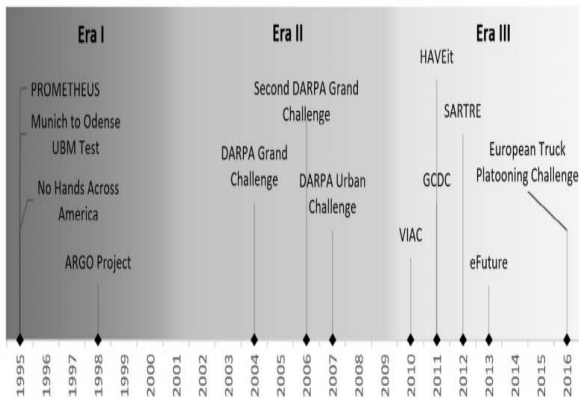 Era I
Era II
Era III
PROMETHEUS
Munich to Odense
UBM Test
No Hands Across
America
ARGO Project
Second DARPA Grand
Challenge
DARPA Grand
Challenge
DARPA Urban
Challenge
HAVEit
SARTRE
GCDC
VIAC
eFuture
European Truck
Platooning Challenge
1995
1996
1997
1998
2000
2001
2002
2003
2004
2005
2006
2007
2008
2009
2010
2011
2012
2013
2014
2015
2016